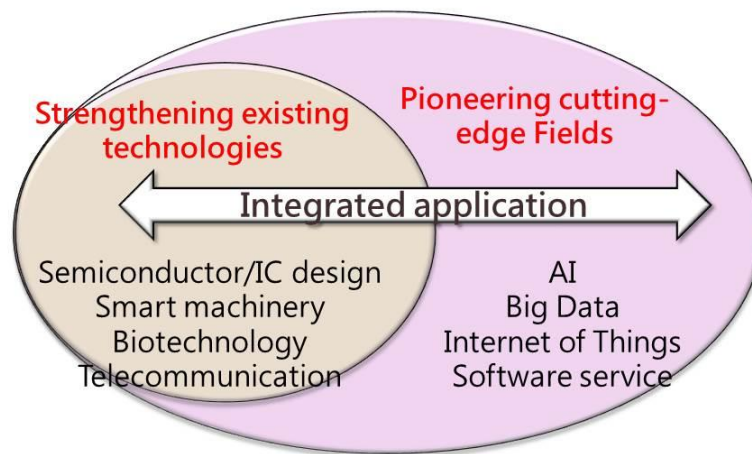 Strengthening existing
technologies
Pioneering cutting-
edge Fields
Integrated application
Semiconductor/IC design
Smart machinery
Biotechnology
Telecommunication
AI
Big Data
Internet of Things
Software service